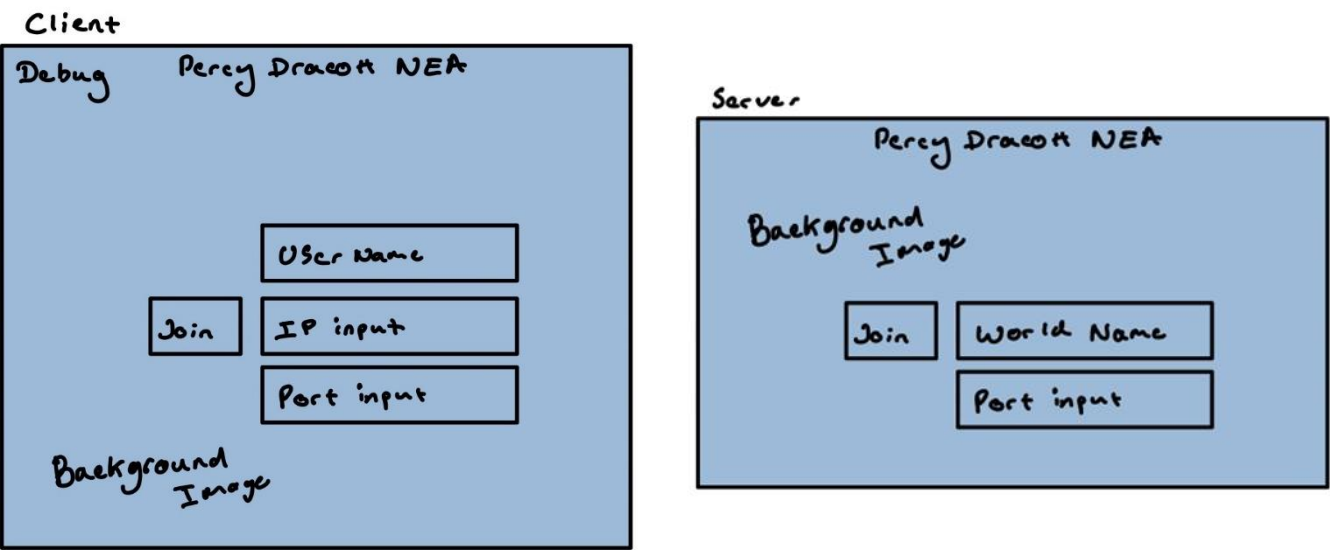 Client
Debug Percy Dracott NEA
User Name
Join IP input
Port input
Background
Image
Server
Percy Dracott NEA
Background
Image
Join World Name
Port input